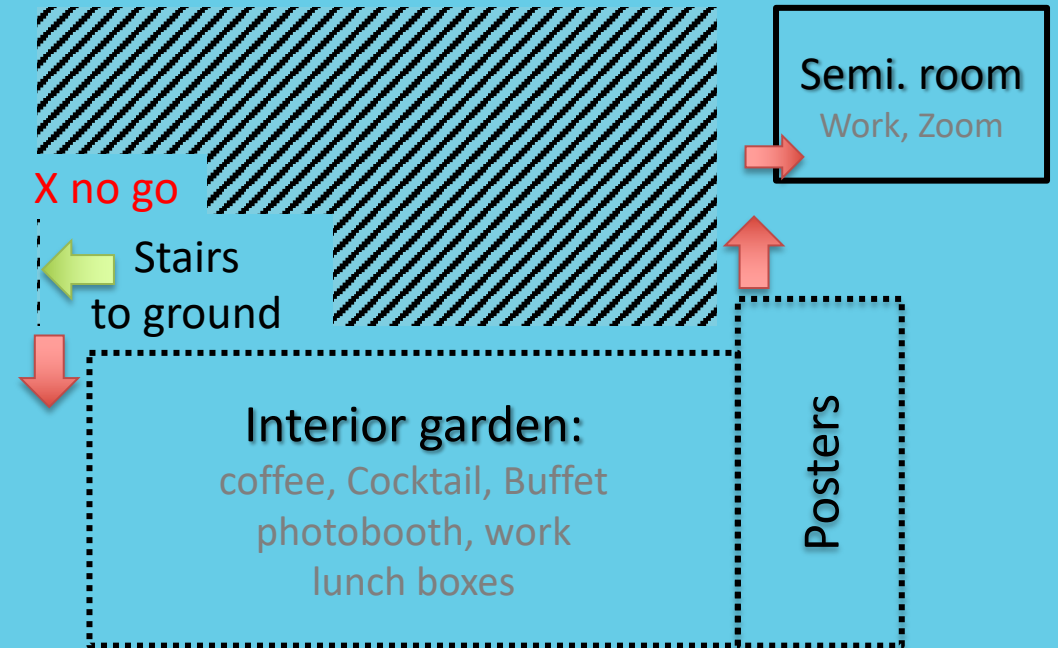 Semi. room
Work, Zoom
X no go
Stairs
to ground
Interior garden:
coffee, Cocktail, Buffet
photobooth, work
lunch boxes
Posters